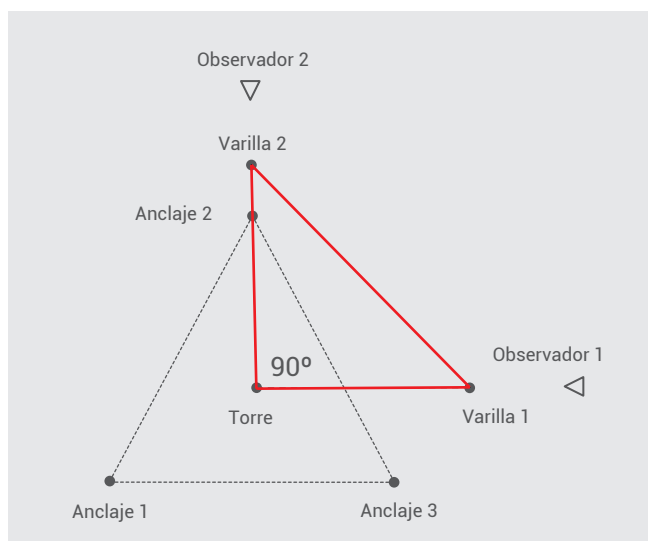 Observador 2
Varilla 2
Anclaje 2
90º
Observador 1
Torre
Varilla 1
Anclaje 1
Anclaje 3